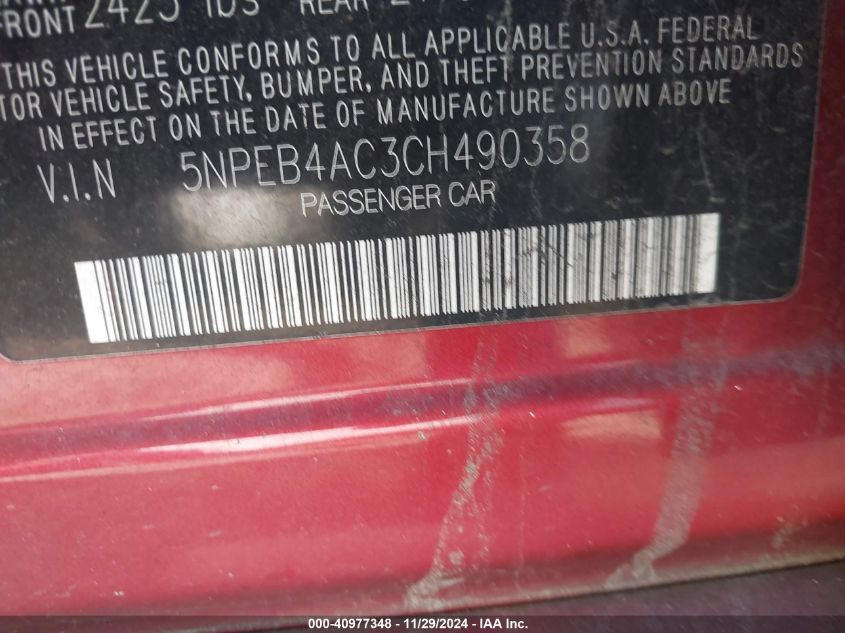 FRONT 2425 lbs REAR
THIS VEHICLE CONFORMS TO ALL APPLICABLE U.S.A. FEDERAL
TOR VEHICLE SAFETY, BUMPER, AND THEFT PREVENTION STANDARDS
IN EFFECT ON THE DATE OF MANUFACTURE SHOWN ABOVE
V.I.N 5NPEB4AC3CH490358
PASSENGER CAR
000-40977348 - 11/29/2024 - IAA Inc.